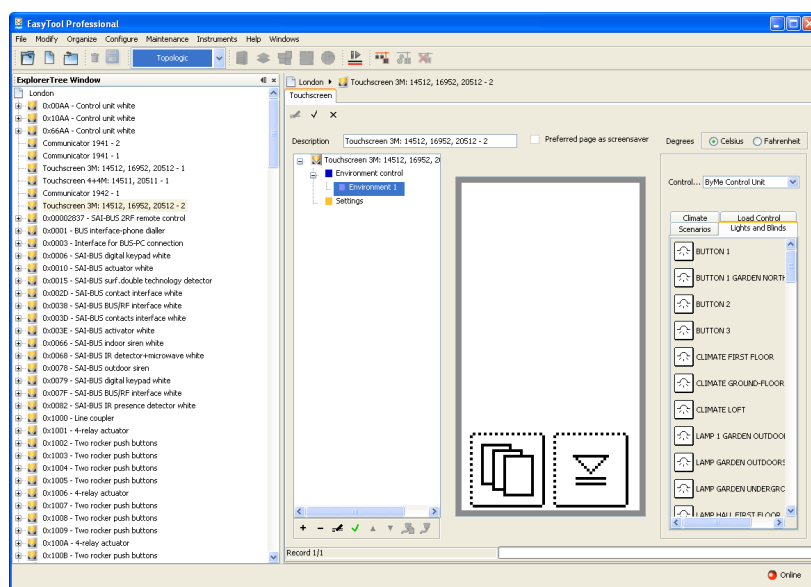 EasyTool Professional
File Modify Organize Configure Maintenance Instruments Help Windows
Topologic
ExplorerTree Window
London
0x00AA - Control unit white
0x10AA - Control unit white
0x66AA - Control unit white
Communicator 1941 - 2
Communicator 1941 - 1
Touchscreen 3M: 14512, 16952, 20512 - 1
Touchscreen 4+4M: 14511, 20511 - 1
Communicator 1942 - 1
Touchscreen 3M: 14512, 16952, 20512 - 2
0x00002837 - SAI-BUS 2RF remote control
0x0001 - BUS interface-phone dialler
0x0003 - Interface for BUS-PC connection
0x0006 - SAI-BUS digital keypad white
0x0010 - SAI-BUS actuator white
0x0015 - SAI-BUS surf.double technology detector
0x002D - SAI-BUS contact interface white
0x0038 - SAI-BUS BUS/RF interface white
0x003D - SAI-BUS contacts interface white
0x003E - SAI-BUS activator white
0x0066 - SAI-BUS indoor siren white
0x0068 - SAI-BUS IR detector+microwave white
0x0078 - SAI-BUS outdoor siren
0x0079 - SAI-BUS digital keypad white
0x007F - SAI-BUS BUS/RF interface white
0x0082 - SAI-BUS IR presence detector white
0x1000 - Line coupler
0x1001 - 4-relay actuator
0x1002 - Two rocker push buttons
0x1003 - Two rocker push buttons
0x1004 - Two rocker push buttons
0x1005 - Two rocker push buttons
0x1006 - 4-relay actuator
0x1007 - Two rocker push buttons
0x1008 - Two rocker push buttons
0x1009 - Two rocker push buttons
0x100A - 4-relay actuator
0x100B - Two rocker push buttons
London Touchscreen 3M: 14512, 16952, 20512 - 2
Touchscreen
Description Touchscreen 3M: 14512, 16952, 20512 - 2 Preferred page as screensaver Degrees Celsius Fahrenheit
Touchscreen 3M: 14512, 16952, 2
Environment control
Environment 1
Settings
Control... ByMe Control Unit
Climate Load Control
Scenarios Lights and Blinds
BUTTON 1
BUTTON 1 GARDEN NORTH
BUTTON 2
BUTTON 3
CLIMATE FIRST FLOOR
CLIMATE GROUND-FLOOR
CLIMATE LOFT
LAMP 1 GARDEN OUTDOO
LAMP GARDEN OUTDOORS
LAMP GARDEN UNDERGRO
LAMP HALL FIRST FLOOR
Record 1/1
Online